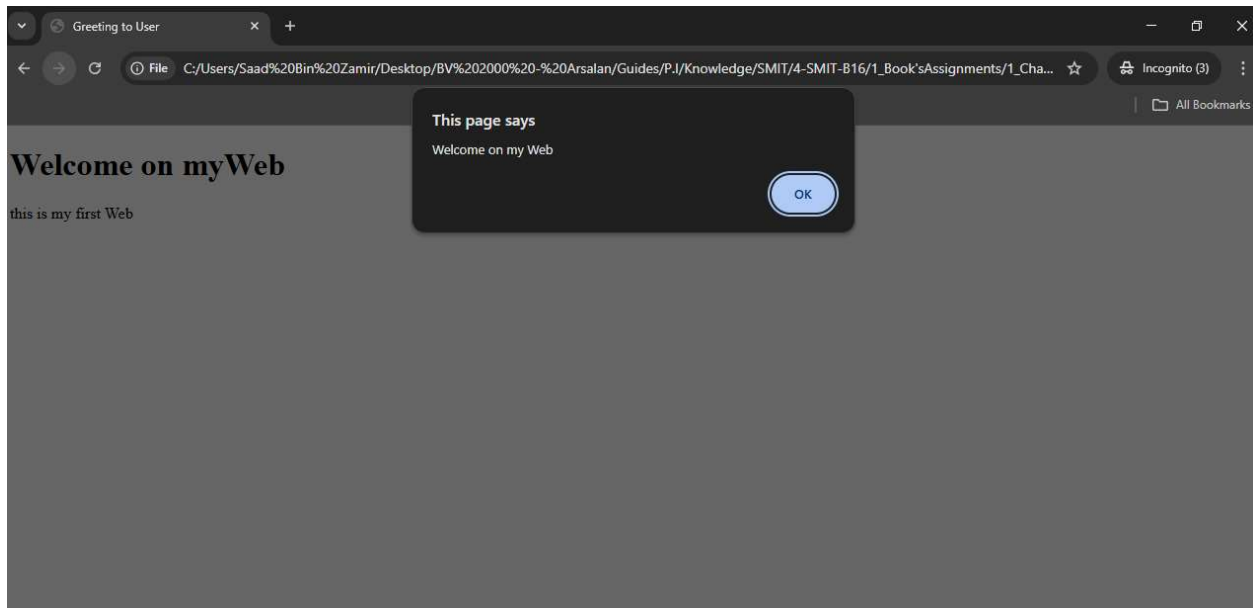 Greeting to User
File C:/Users/Saad%20Bin%20Zamir/Desktop/BV%202000%20-%20Arsalan/Guides/P.I/Knowledge/SMIT/4-SMIT-B16/1_Book'sAssignments/1_Cha... Incognito (3)
All Bookmarks
This page says
Welcome on my Web
OK
Welcome on myWeb
this is my first Web